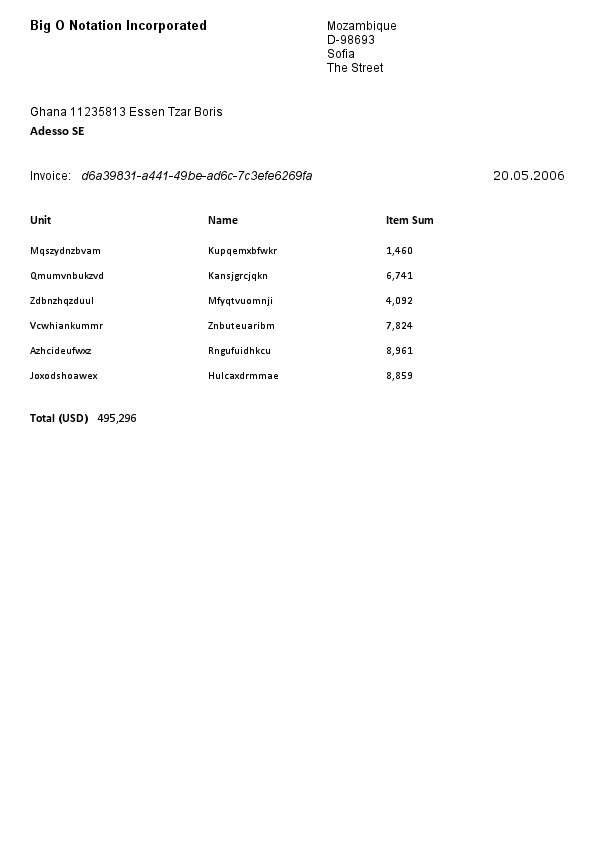 Big O Notation Incorporated
Mozambique
D-98693
Sofia
The Street
Ghana 11235813 Essen Tzar Boris
Adesso SE
Invoice: d6a39831-a441-49be-ad6c-7c3efe6269fa 20.05.2006
Unit Name Item Sum
Mqszydnzbvam Kupqemxbfwkr 1,460
Qmumvnbukzvd Kansjgrcjqkn 6,741
Zdbnzhqzduul Mfyqtvuomnji 4,092
Vcwhiankummr Znbuteuaribm 7,824
Azhcideufwxz Rngufuidhkcu 8,961
Joxodshoawex Hulcaxdrmmae 8,859
Total (USD) 495,296